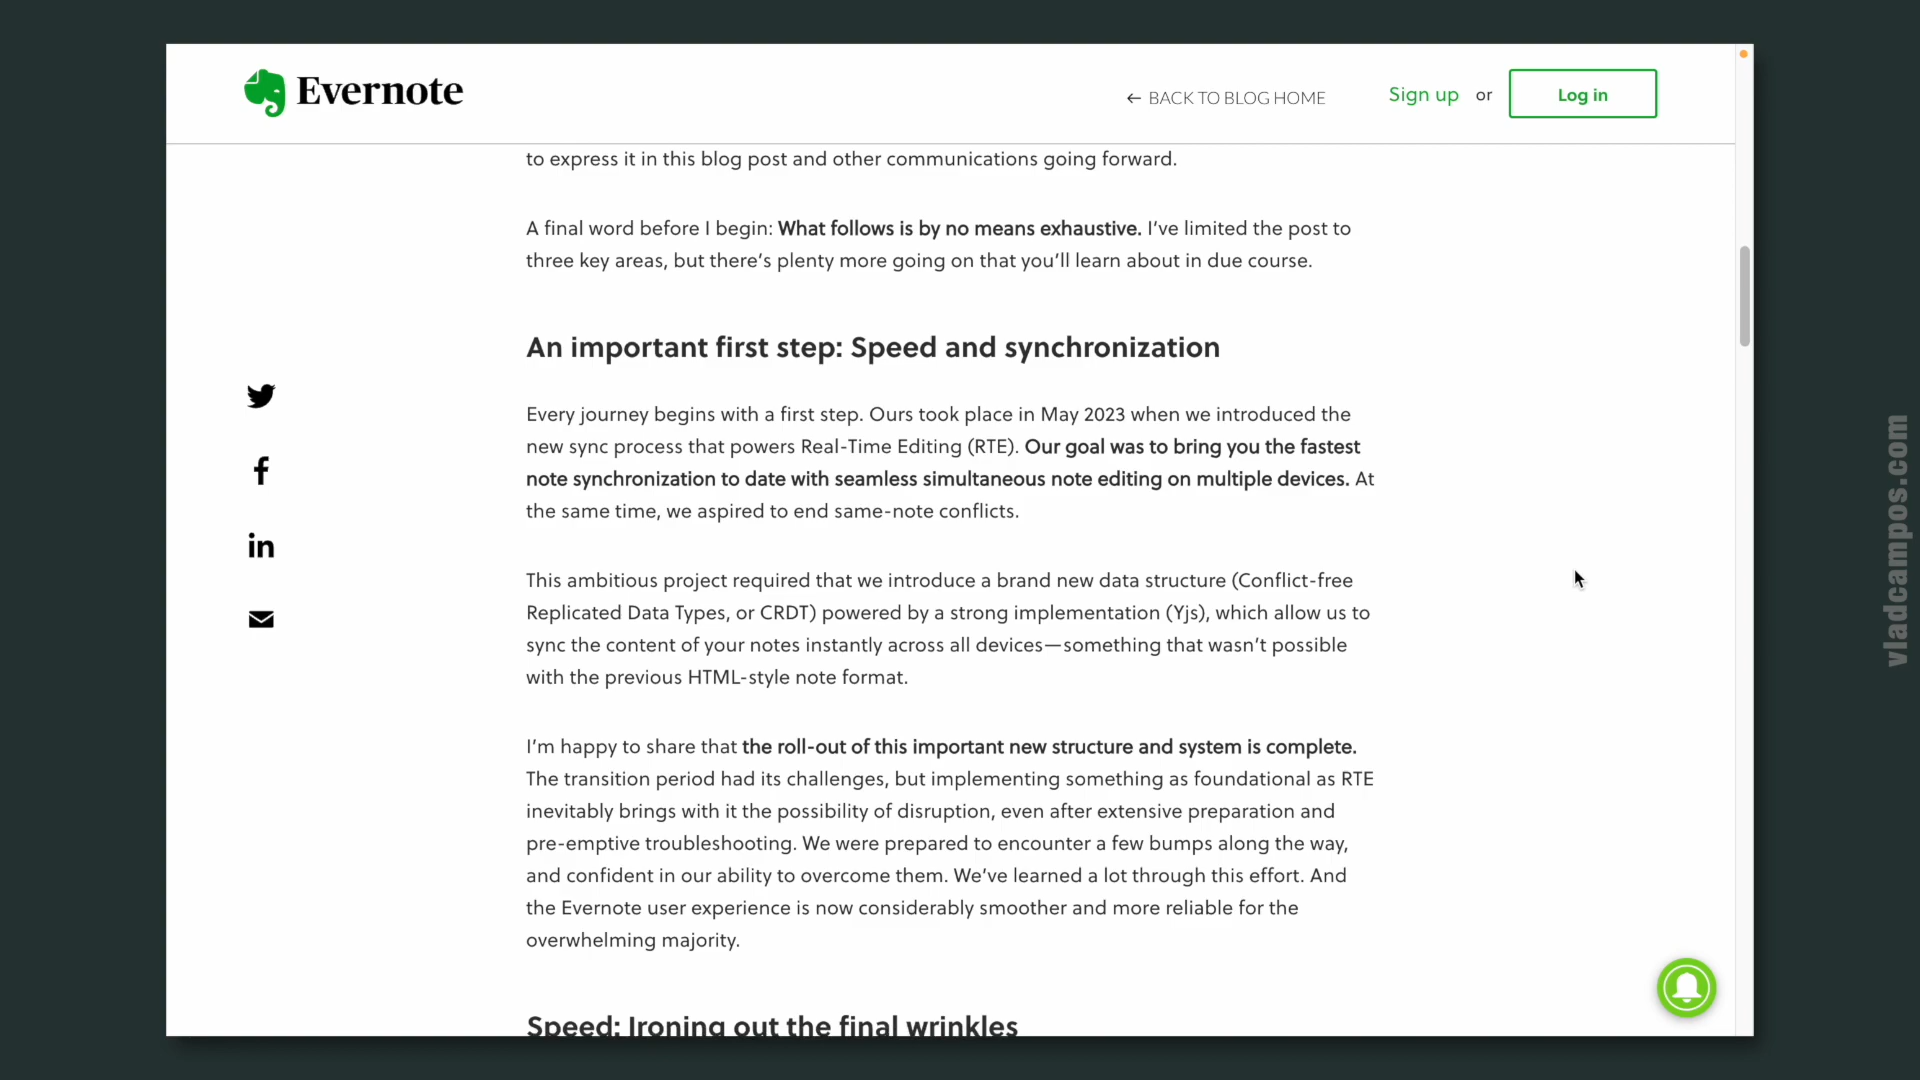 Evernote
← BACK TO BLOG HOME
Sign up or Log in
to express it in this blog post and other communications going forward.
A final word before I begin: What follows is by no means exhaustive. I’ve limited the post to
three key areas, but there’s plenty more going on that you’ll learn about in due course.
An important first step: Speed and synchronization
Every journey begins with a first step. Ours took place in May 2023 when we introduced the
new sync process that powers Real-Time Editing (RTE). Our goal was to bring you the fastest
note synchronization to date with seamless simultaneous note editing on multiple devices. At
the same time, we aspired to end same-note conflicts.
This ambitious project required that we introduce a brand new data structure (Conflict-free
Replicated Data Types, or CRDT) powered by a strong implementation (Yjs), which allow us to
sync the content of your notes instantly across all devices—something that wasn’t possible
with the previous HTML-style note format.
I’m happy to share that the roll-out of this important new structure and system is complete.
The transition period had its challenges, but implementing something as foundational as RTE
inevitably brings with it the possibility of disruption, even after extensive preparation and
pre-emptive troubleshooting. We were prepared to encounter a few bumps along the way,
and confident in our ability to overcome them. We’ve learned a lot through this effort. And
the Evernote user experience is now considerably smoother and more reliable for the
overwhelming majority.
Speed: Ironing out the final wrinkles
vladcampos.com